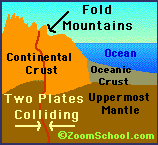 Fold
Mountains
Ocean
Continental
Crust
Oceanic
Crust
Two Plates
Colliding
Uppermost
Mantle
©ZoomSchool.com